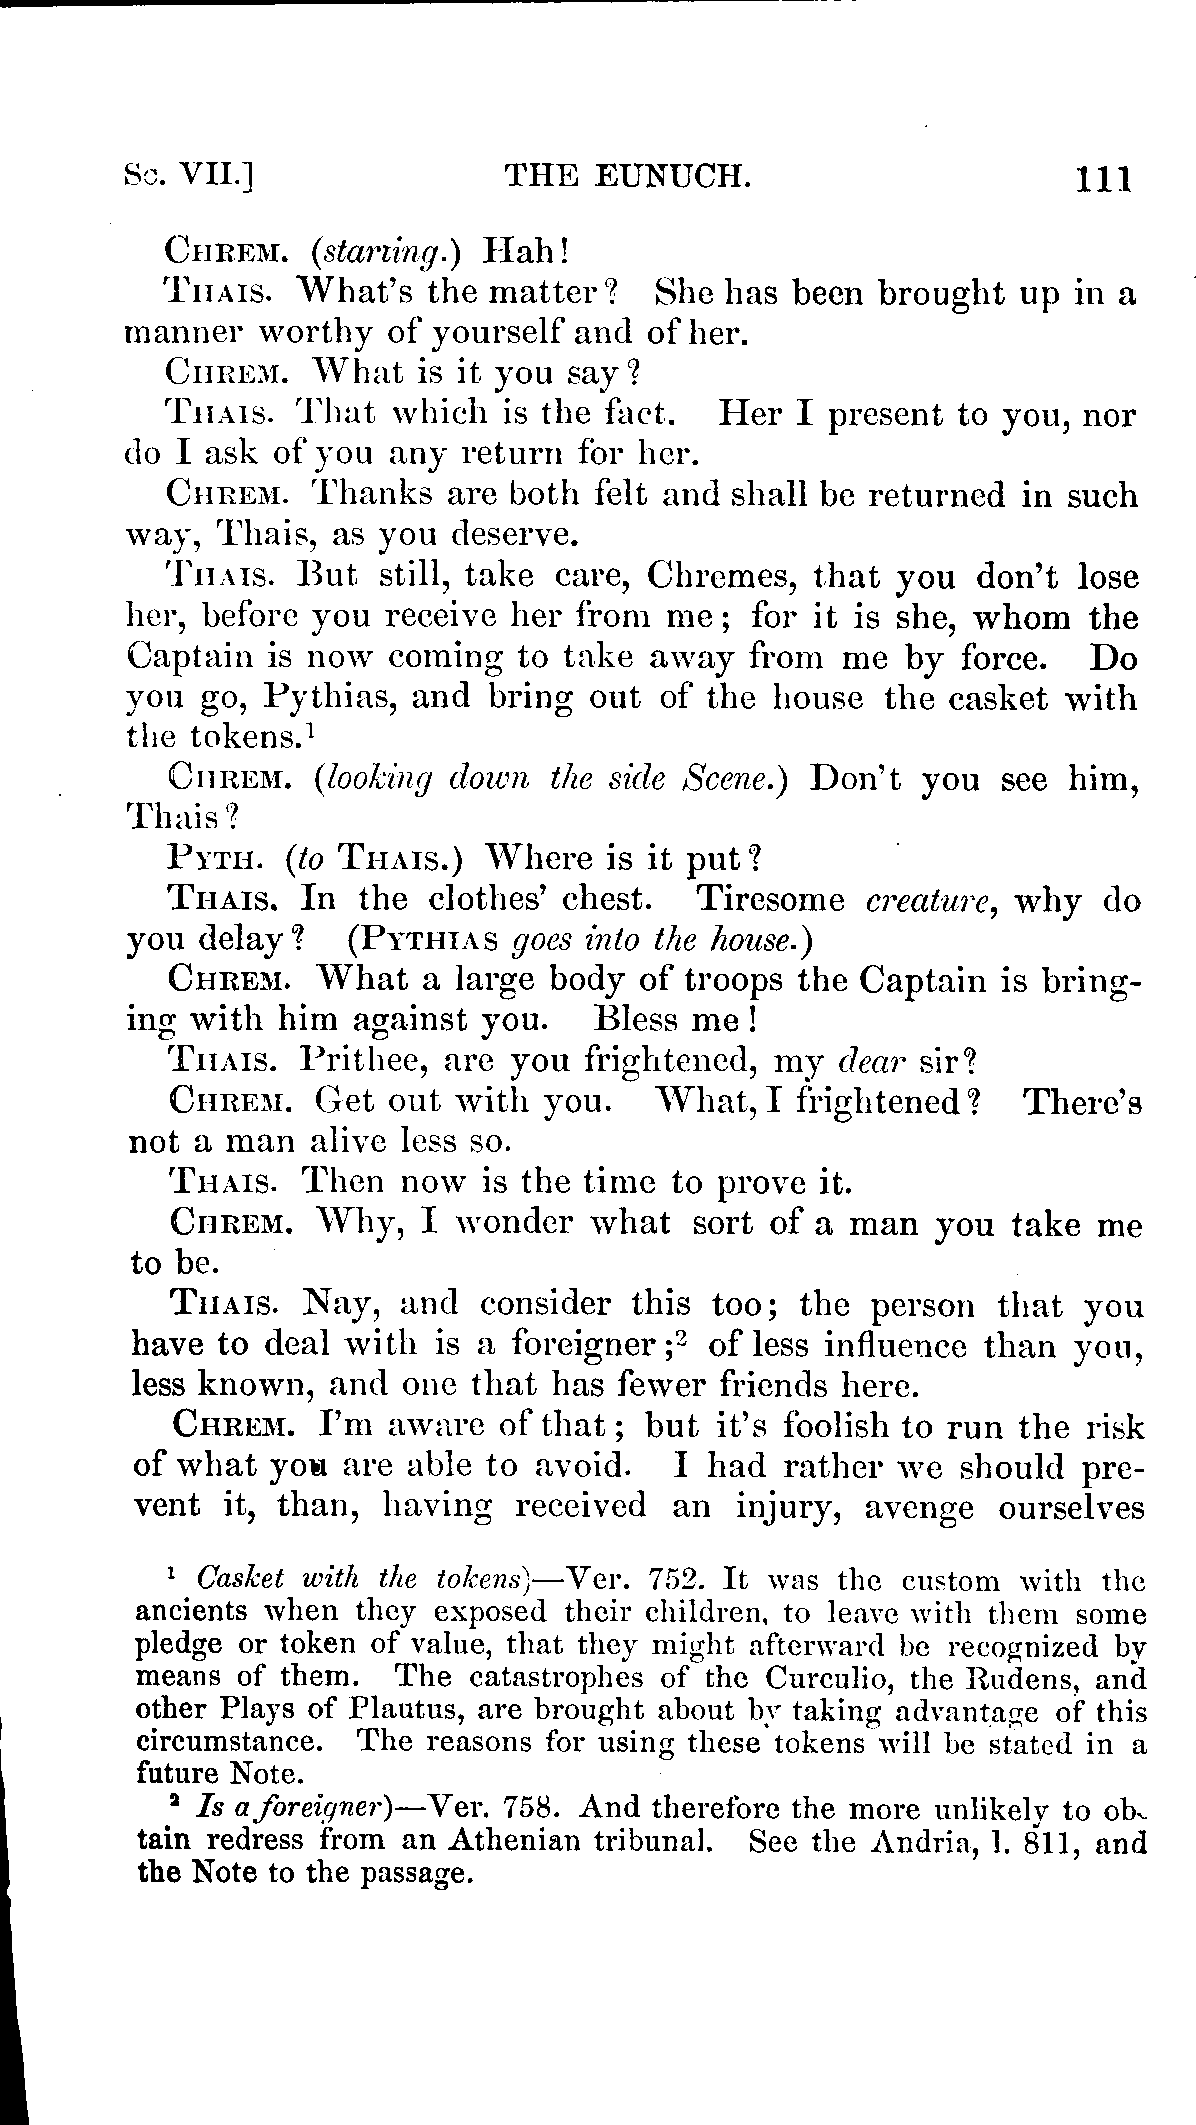 Sc. VII.] THE EUNUCH. 111
CHREM. (starting.) Hah!
THAIS. What's the matter? She has been brought up in a
manner worthy of yourself and of her.
CHREM. What is it you say?
THAIS. That which is the fact. Her I present to you, nor
do I ask of you any return for her.
CHREM. Thanks are both felt and shall be returned in such
way, Thais, as you deserve.
THAIS. But still, take care, Chremes, that you don't lose
her, before you receive her from me; for it is she, whom the
Captain is now coming to take away from me by force. Do
you go, Pythias, and bring out of the house the casket with
the tokens.¹
CHREM. (looking down the side Scene.) Don't you see him,
Thais?
PYTH. (to THAIS.) Where is it put?
THAIS. In the clothes' chest. Tiresome creature, why do
you delay? (PYTHIAS goes into the house.)
CHREM. What a large body of troops the Captain is bring-
ing with him against you. Bless me!
THAIS. Prithee, are you frightened, my dear sir?
CHREM. Get out with you. What, I frightened? There's
not a man alive less so.
THAIS. Then now is the time to prove it.
CHREM. Why, I wonder what sort of a man you take me
to be.
THAIS. Nay, and consider this too; the person that you
have to deal with is a foreigner;² of less influence than you,
less known, and one that has fewer friends here.
CHREM. I'm aware of that; but it's foolish to run the risk
of what you are able to avoid. I had rather we should pre-
vent it, than, having received an injury, avenge ourselves
¹ Casket with the tokens)—Ver. 752. It was the custom with the
ancients when they exposed their children, to leave with them some
pledge or token of value, that they might afterward be recognized by
means of them. The catastrophes of the Curculio, the Rudens, and
other Plays of Plautus, are brought about by taking advantage of this
circumstance. The reasons for using these tokens will be stated in a
future Note.
² Is a foreigner)—Ver. 758. And therefore the more unlikely to ob-
tain redress from an Athenian tribunal. See the Andria, l. 811, and
the Note to the passage.